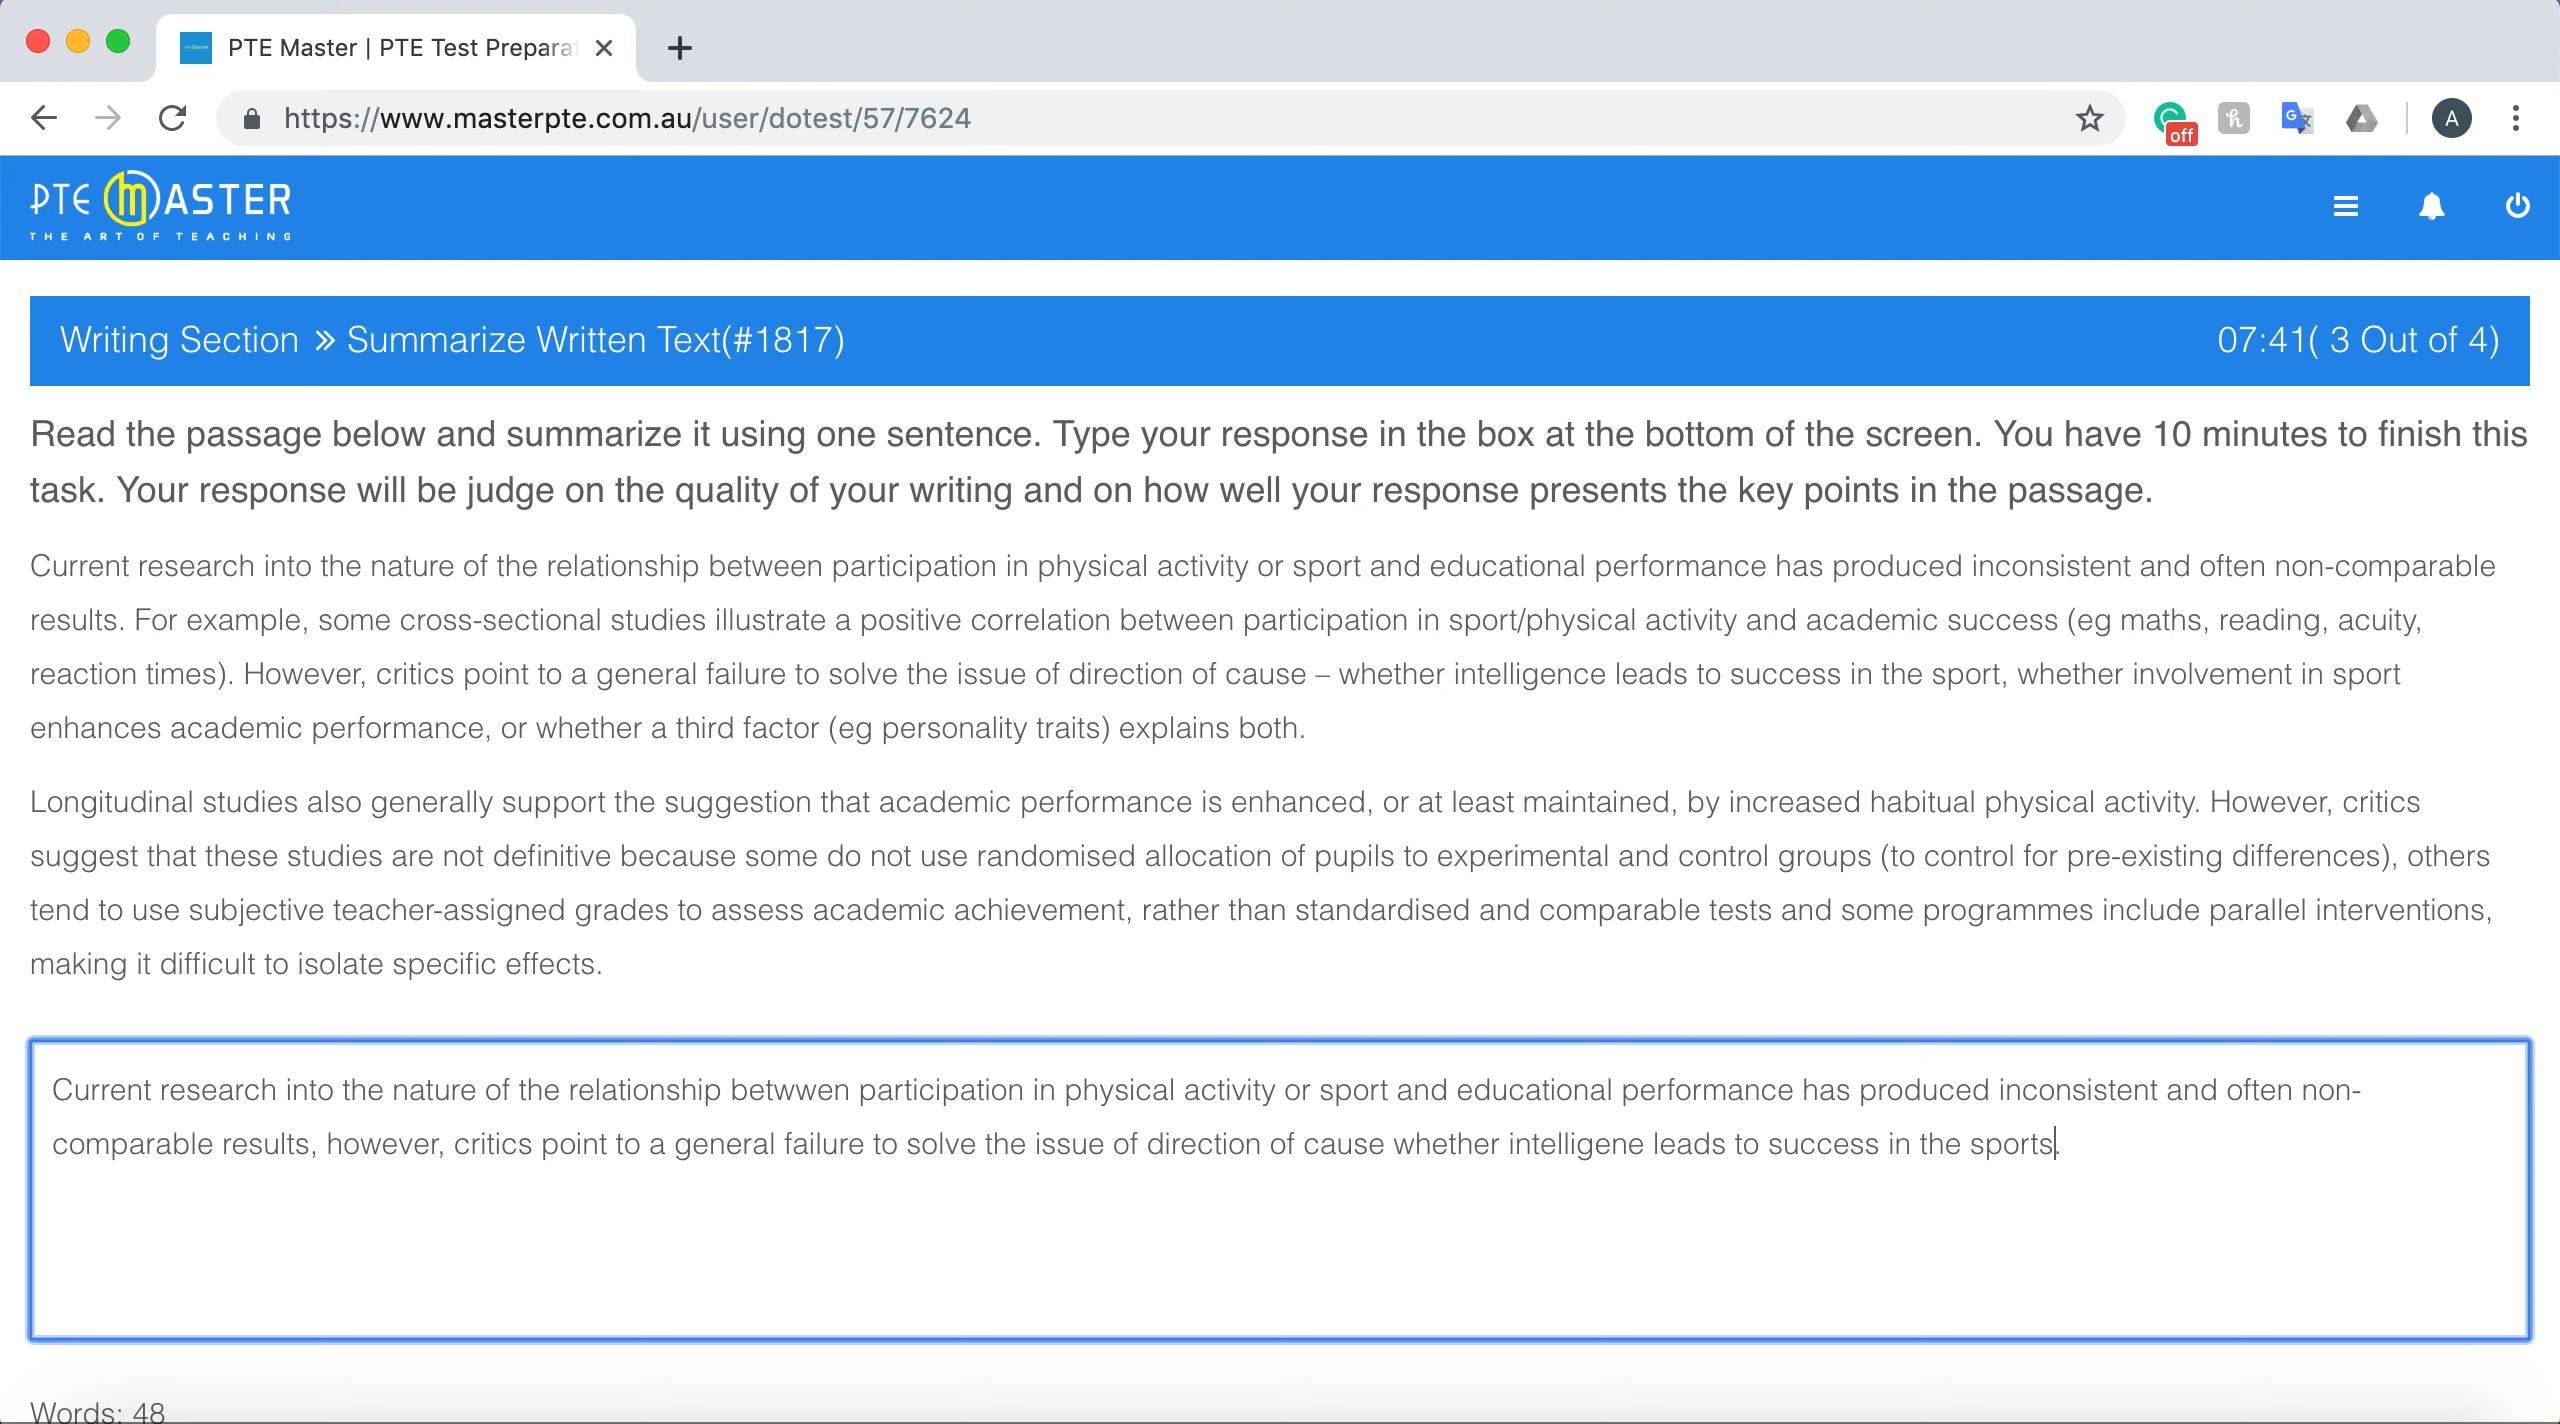 PTE Master | PTE Test Prepara
https://www.masterpte.com.au/user/dotest/57/7624
off
A
PTE MASTER
THE ART OF TEACHING
Writing Section » Summarize Written Text(#1817)
07:41( 3 Out of 4)
Read the passage below and summarize it using one sentence. Type your response in the box at the bottom of the screen. You have 10 minutes to finish this
task. Your response will be judge on the quality of your writing and on how well your response presents the key points in the passage.
Current research into the nature of the relationship between participation in physical activity or sport and educational performance has produced inconsistent and often non-comparable
results. For example, some cross-sectional studies illustrate a positive correlation between participation in sport/physical activity and academic success (eg maths, reading, acuity,
reaction times). However, critics point to a general failure to solve the issue of direction of cause – whether intelligence leads to success in the sport, whether involvement in sport
enhances academic performance, or whether a third factor (eg personality traits) explains both.
Longitudinal studies also generally support the suggestion that academic performance is enhanced, or at least maintained, by increased habitual physical activity. However, critics
suggest that these studies are not definitive because some do not use randomised allocation of pupils to experimental and control groups (to control for pre-existing differences), others
tend to use subjective teacher-assigned grades to assess academic achievement, rather than standardised and comparable tests and some programmes include parallel interventions,
making it difficult to isolate specific effects.
Current research into the nature of the relationship betwwen participation in physical activity or sport and educational performance has produced inconsistent and often non-
comparable results, however, critics point to a general failure to solve the issue of direction of cause whether intelligene leads to success in the sports.
Words: 48